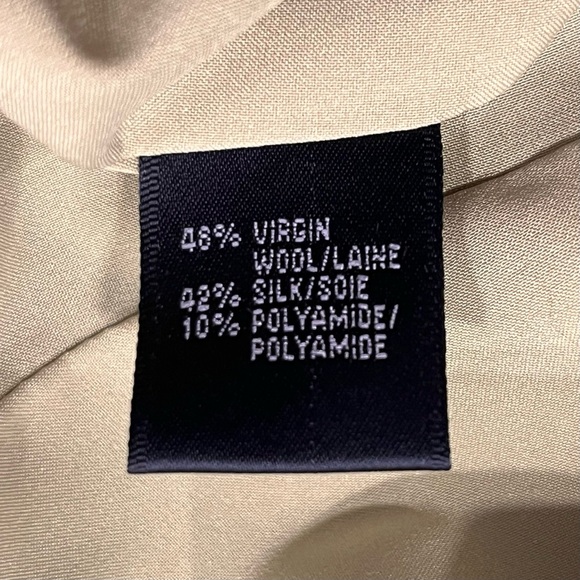 48% VIRGIN
WOOL/LAINE
42% SILK/SOIE
10% POLYAMIDE/
POLYAMIDE